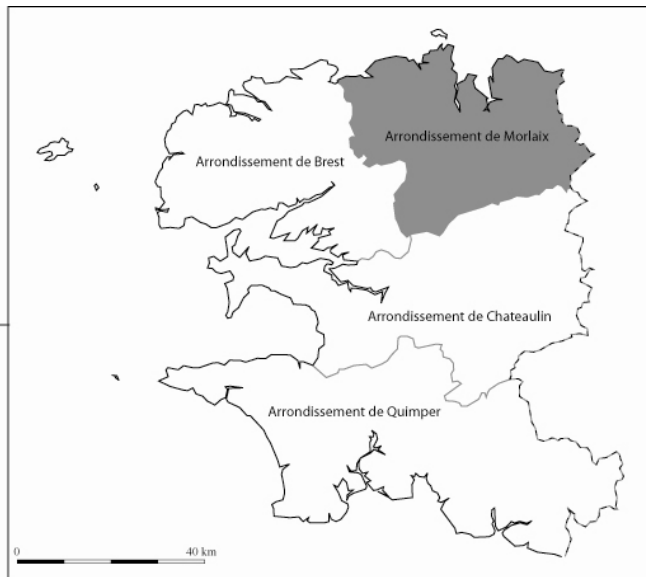 Arrondissement de Morlaix
Arrondissement de Brest
Arrondissement de Chateaulin
Arrondissement de Quimper
0 40 km